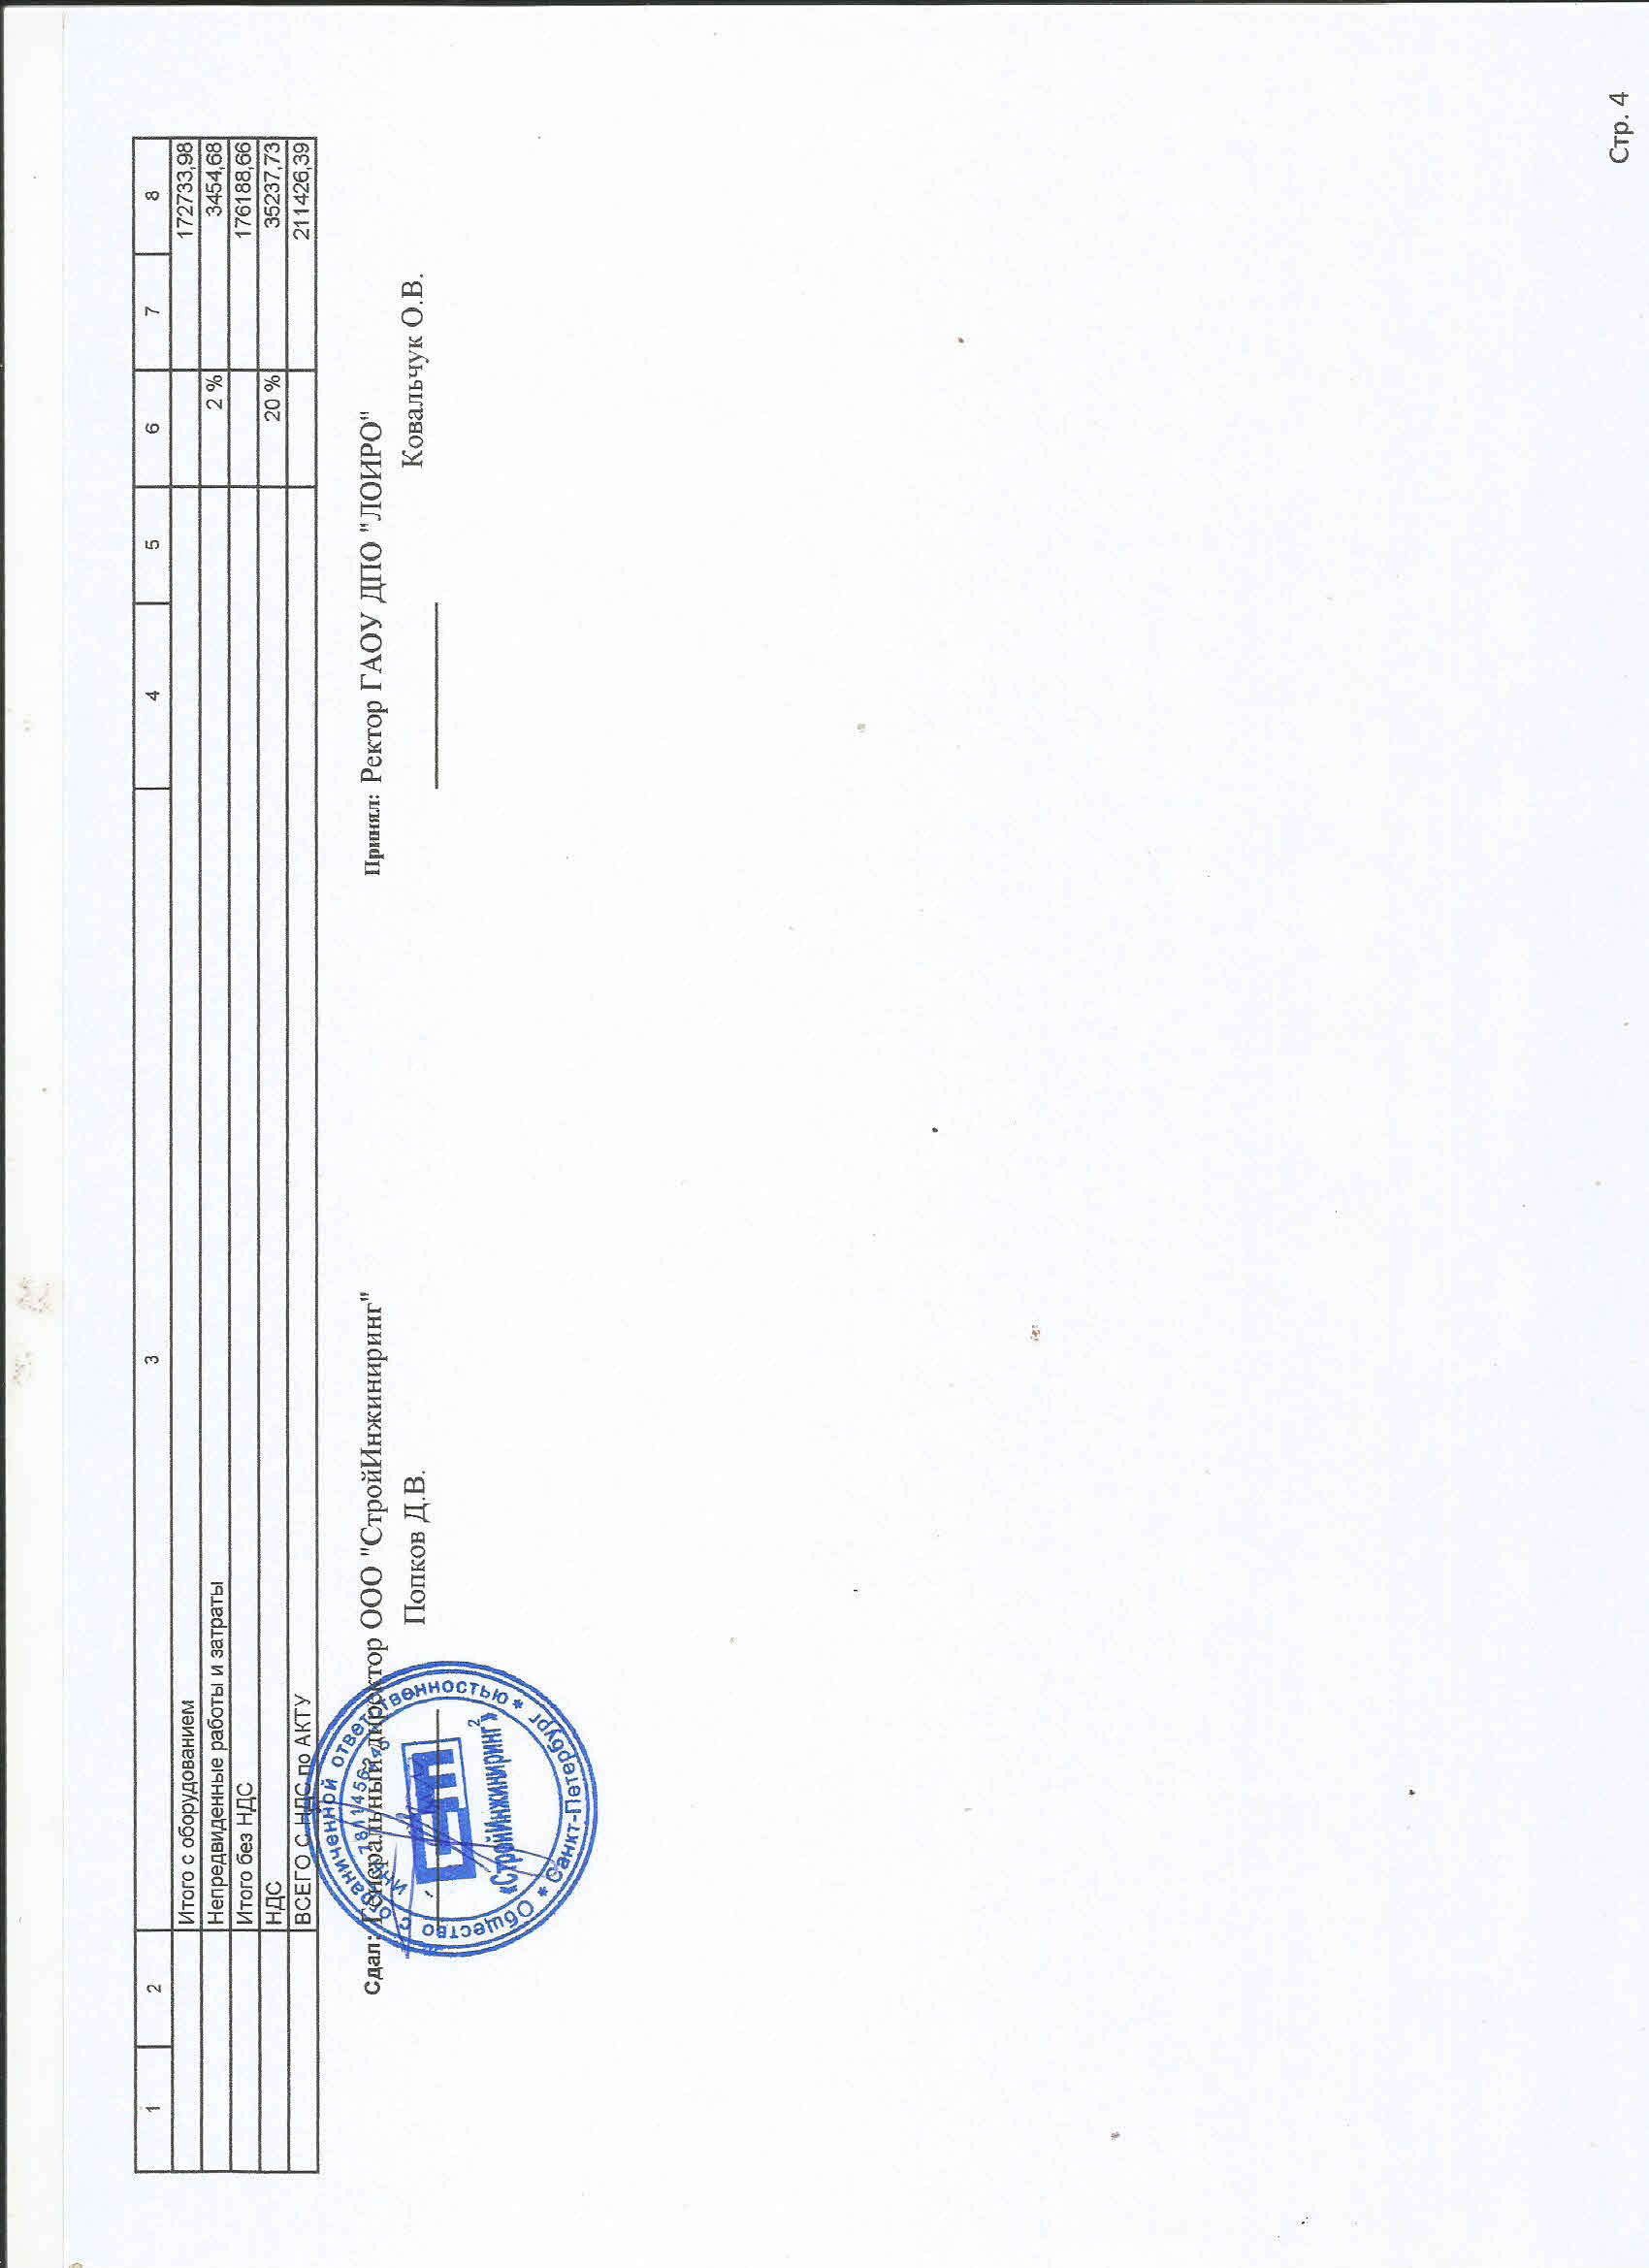 1 2 3 4 5 6 7 8
Итого с оборудованием 172733,98
Непредвиденные работы и затраты 2 % 3454,68
Итого без НДС 176188,66
НДС 20 % 35237,73
ВСЕГО С НДС по АКТУ 211426,39
Сдал: Генеральный директор ООО "СтройИнжиниринг"
Попков Д.В.
Принял: Ректор ГАОУ ДПО "ЛОИРО"
Ковальчук О.В.
Общество с ограниченной ответственностью * Санкт-Петербург *
ИНН
«СтройИнжиниринг»
2
Стр. 4